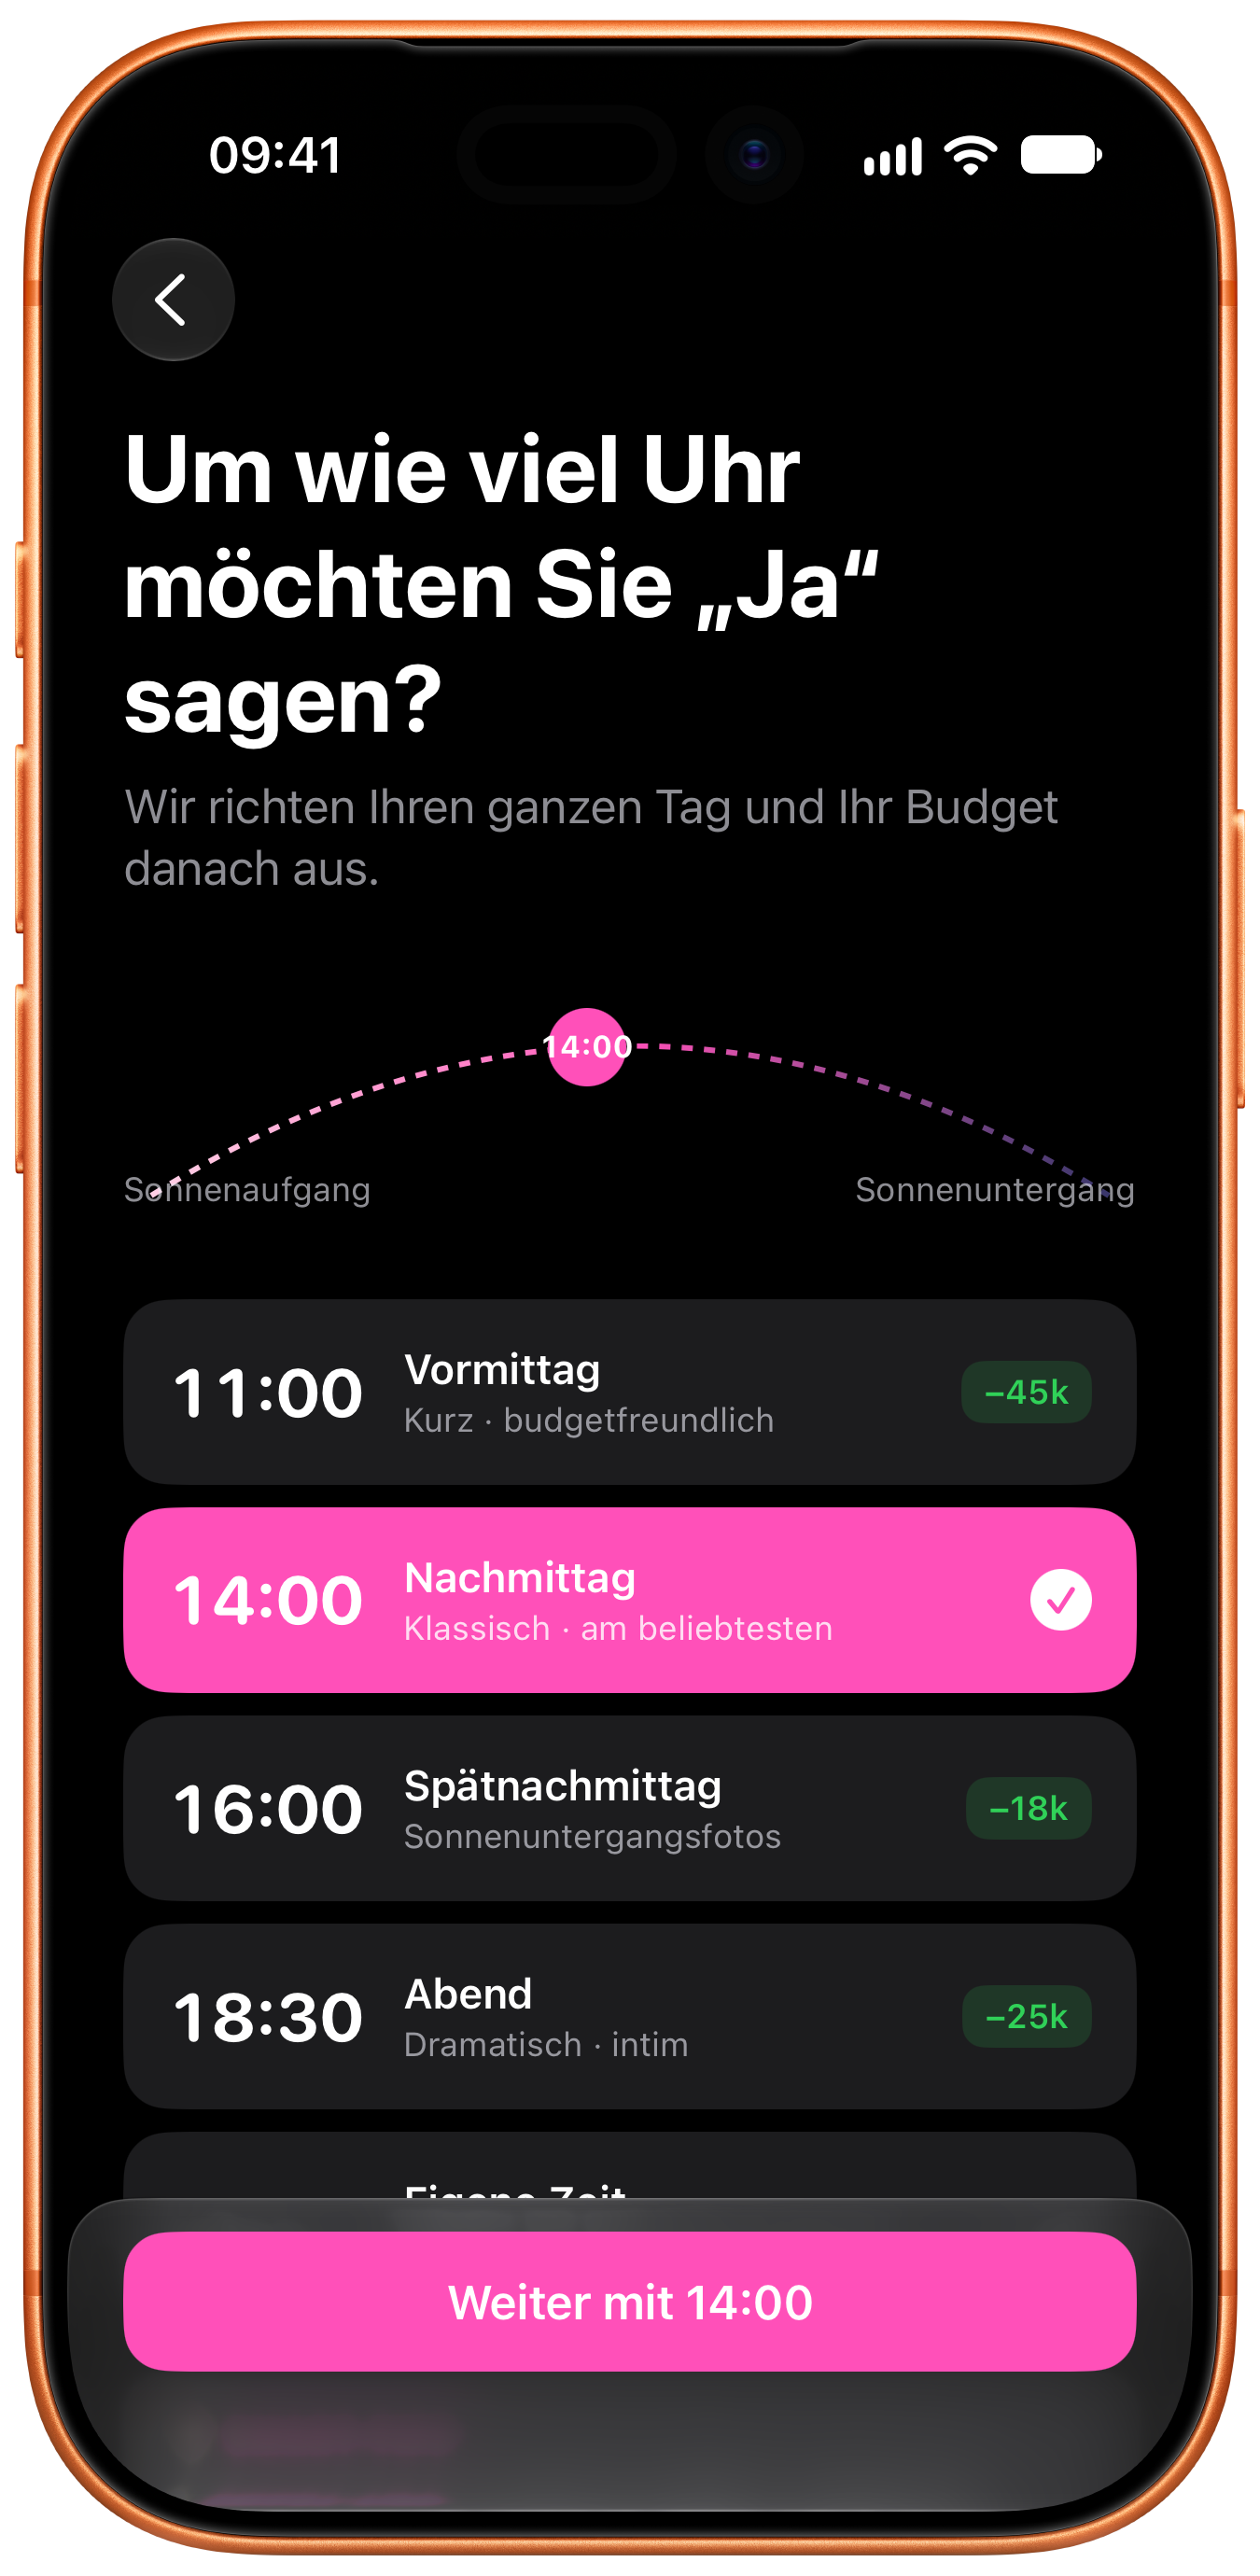 09:41
Um wie viel Uhr
möchten Sie „Ja“
sagen?
Wir richten Ihren ganzen Tag und Ihr Budget
danach aus.
14:00
Sonnenaufgang
Sonnenuntergang
11:00
Vormittag
Kurz · budgetfreundlich
–45k
14:00
Nachmittag
Klassisch · am beliebtesten
16:00
Spätnachmittag
Sonnenuntergangsfotos
–18k
18:30
Abend
Dramatisch · intim
–25k
Eigene Zeit
Weiter mit 14:00